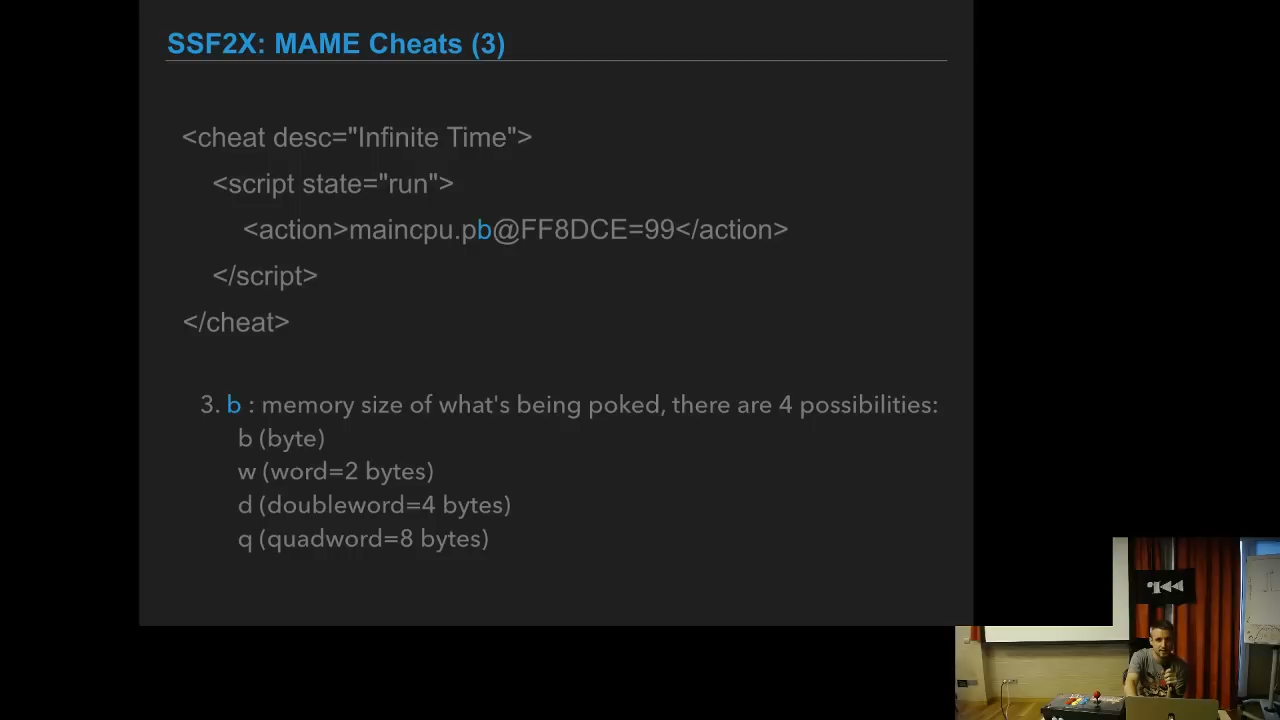 SSF2X: MAME Cheats (3)
<cheat desc="Infinite Time">
<script state="run">
<action>maincpu.pb@FF8DCE=99</action>
</script>
</cheat>
3. b : memory size of what's being poked, there are 4 possibilities:
b (byte)
w (word=2 bytes)
d (doubleword=4 bytes)
q (quadword=8 bytes)